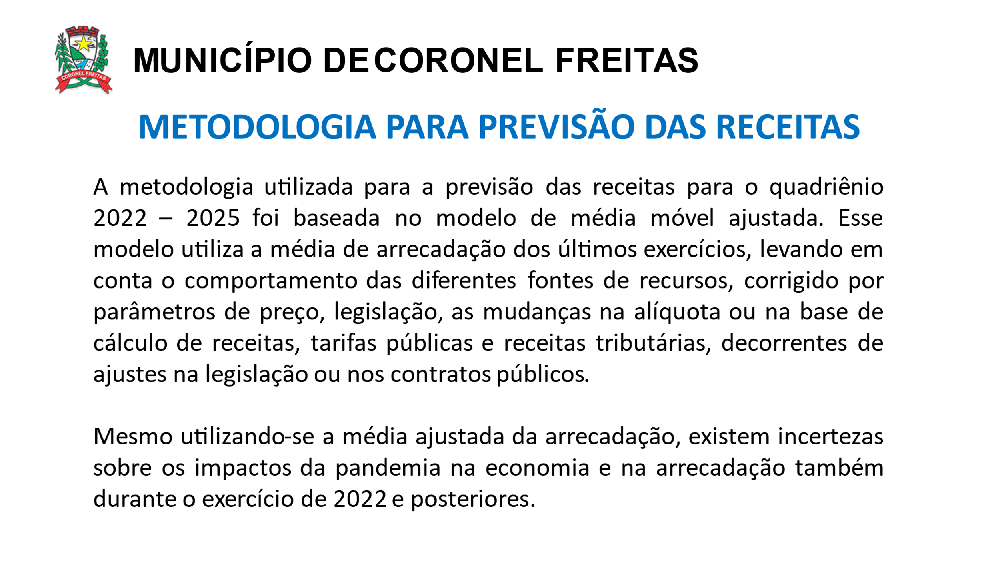 CORONEL FREITAS
MUNICÍPIO DE CORONEL FREITAS
METODOLOGIA PARA PREVISÃO DAS RECEITAS
A metodologia utilizada para a previsão das receitas para o quadriênio
2022 – 2025 foi baseada no modelo de média móvel ajustada. Esse
modelo utiliza a média de arrecadação dos últimos exercícios, levando em
conta o comportamento das diferentes fontes de recursos, corrigido por
parâmetros de preço, legislação, as mudanças na alíquota ou na base de
cálculo de receitas, tarifas públicas e receitas tributárias, decorrentes de
ajustes na legislação ou nos contratos públicos.
Mesmo utilizando-se a média ajustada da arrecadação, existem incertezas
sobre os impactos da pandemia na economia e na arrecadação também
durante o exercício de 2022 e posteriores.